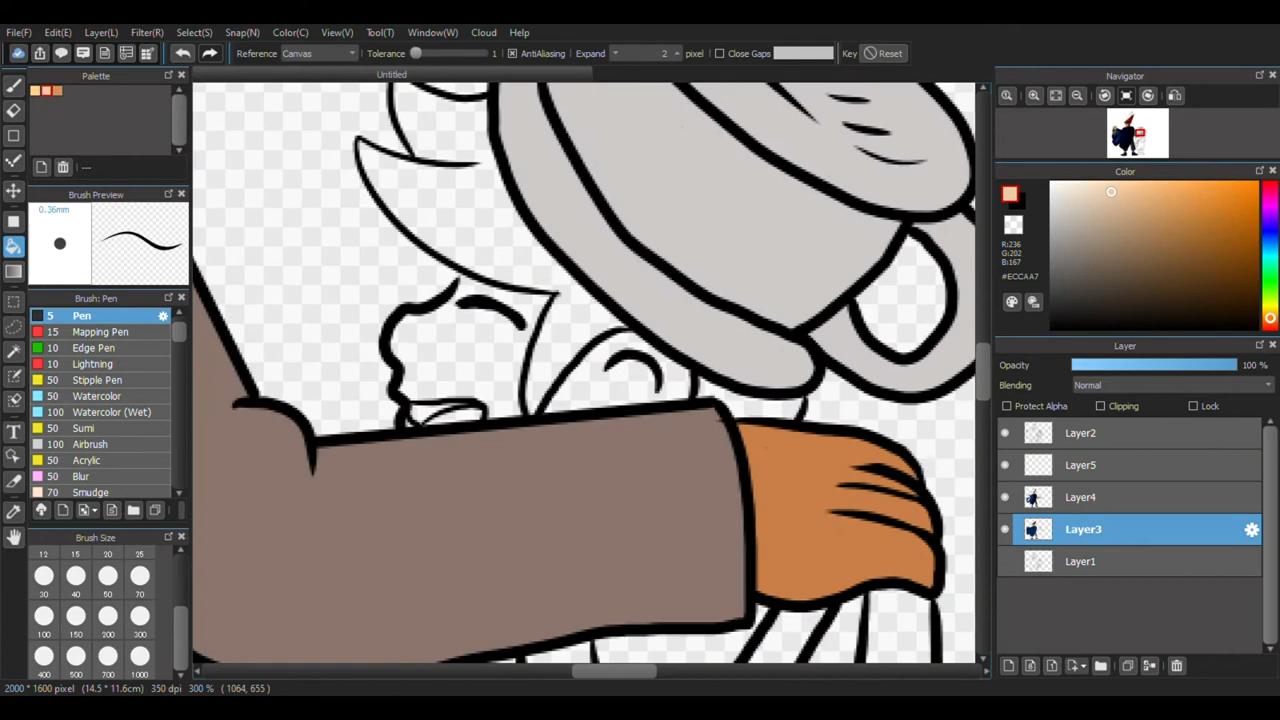 File(F) Edit(E) Layer(L) Filter(R) Select(S) Snap(N) Color(C) View(V) Tool(T) Window(W) Cloud Help
Reference Canvas Tolerance 1 AntiAliasing Expand 2 pixel Close Gaps Key Reset
Palette
Untitled
Navigator
---
Brush Preview
0.36mm
Color
R:236
G:202
B:167
#ECCAA7
Brush: Pen
5 Pen
15 Mapping Pen
10 Edge Pen
10 Lightning
50 Stipple Pen
50 Watercolor
100 Watercolor (Wet)
50 Sumi
100 Airbrush
50 Acrylic
50 Blur
70 Smudge
Layer
Opacity 100 %
Blending Normal
Protect Alpha Clipping Lock
Layer2
Layer5
Layer4
Layer3
Layer1
Brush Size
12 15 20 25
30 40 50 70
100 150 200 300
400 500 700 1000
2000 * 1600 pixel (14.5 * 11.6cm) 350 dpi 300 % ( 1064, 655 )